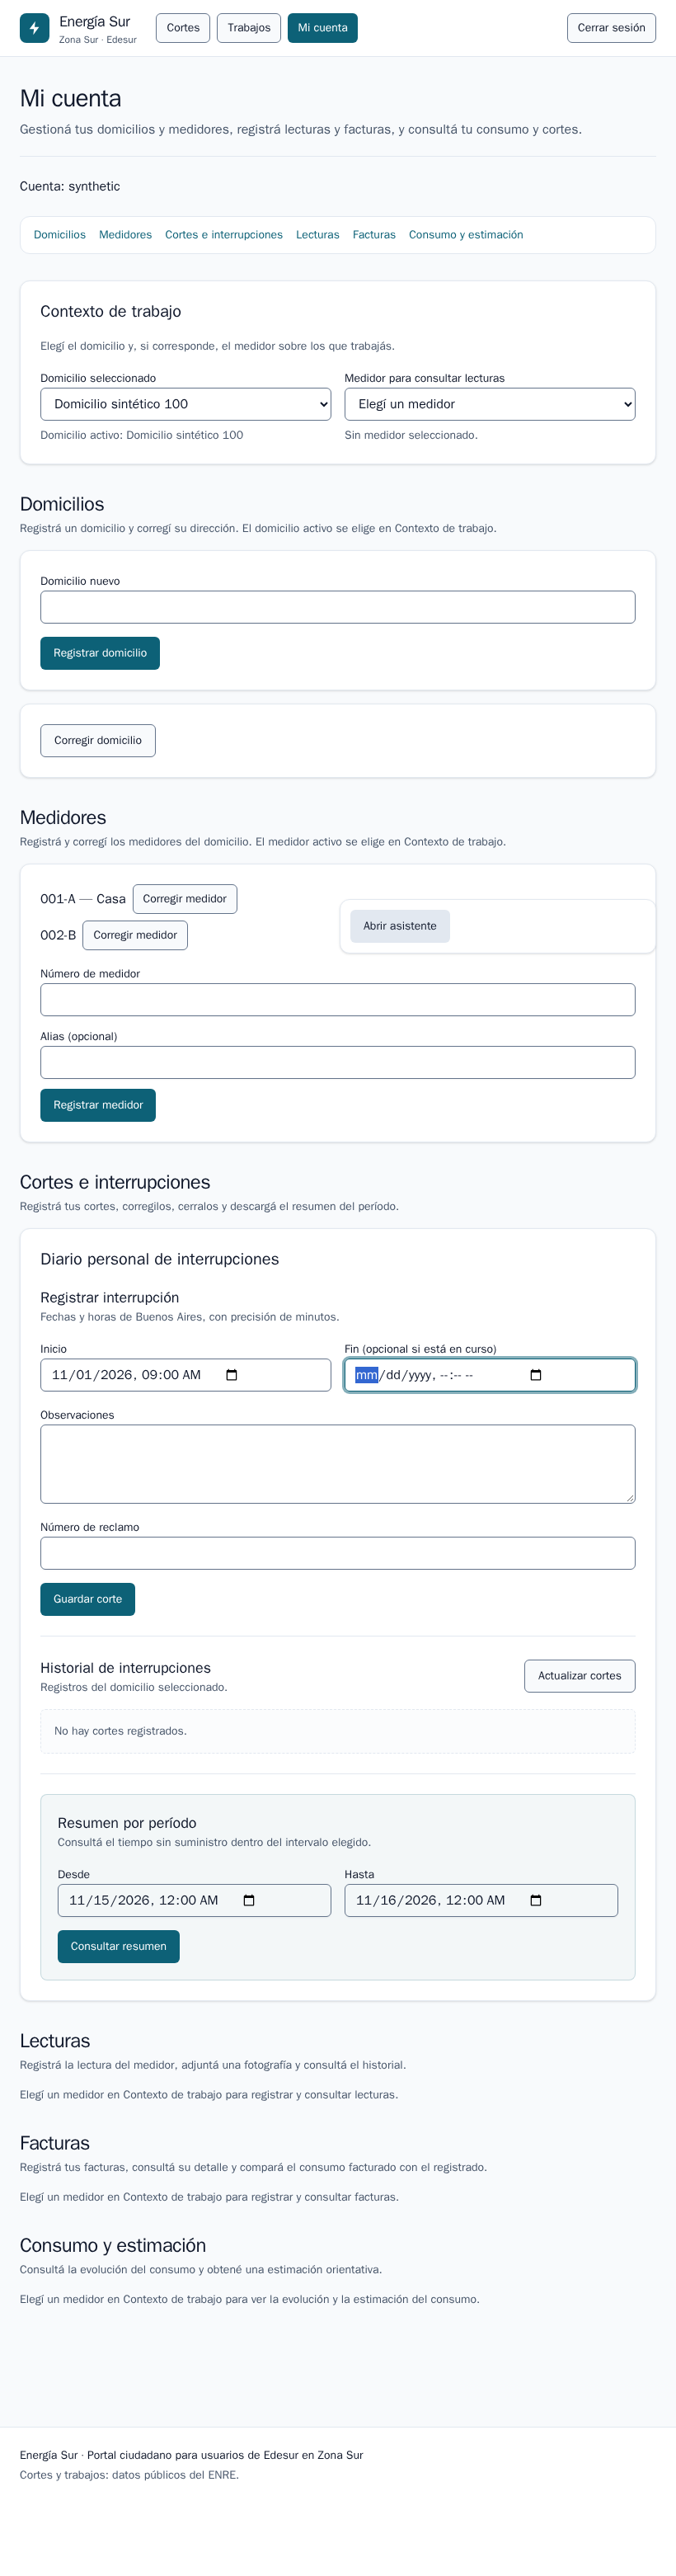 Energía Sur
Zona Sur · Edesur
Cortes
Trabajos
Mi cuenta
Cerrar sesión
Mi cuenta
Gestioná tus domicilios y medidores, registrá lecturas y facturas, y consultá tu consumo y cortes.
Cuenta: synthetic
Domicilios Medidores Cortes e interrupciones Lecturas Facturas Consumo y estimación
Contexto de trabajo
Elegí el domicilio y, si corresponde, el medidor sobre los que trabajás.
Domicilio seleccionado
Domicilio sintético 100
Domicilio activo: Domicilio sintético 100
Medidor para consultar lecturas
Elegí un medidor
Sin medidor seleccionado.
Domicilios
Registrá un domicilio y corregí su dirección. El domicilio activo se elige en Contexto de trabajo.
Domicilio nuevo
Registrar domicilio
Corregir domicilio
Medidores
Registrá y corregí los medidores del domicilio. El medidor activo se elige en Contexto de trabajo.
001-A — Casa Corregir medidor
002-B Corregir medidor
Abrir asistente
Número de medidor
Alias (opcional)
Registrar medidor
Cortes e interrupciones
Registrá tus cortes, corregilos, cerralos y descargá el resumen del período.
Diario personal de interrupciones
Registrar interrupción
Fechas y horas de Buenos Aires, con precisión de minutos.
Inicio
11/01/2026, 09:00 AM
Fin (opcional si está en curso)
mm/dd/yyyy, --:-- --
Observaciones
Número de reclamo
Guardar corte
Historial de interrupciones
Registros del domicilio seleccionado.
Actualizar cortes
No hay cortes registrados.
Resumen por período
Consultá el tiempo sin suministro dentro del intervalo elegido.
Desde
11/15/2026, 12:00 AM
Hasta
11/16/2026, 12:00 AM
Consultar resumen
Lecturas
Registrá la lectura del medidor, adjuntá una fotografía y consultá el historial.
Elegí un medidor en Contexto de trabajo para registrar y consultar lecturas.
Facturas
Registrá tus facturas, consultá su detalle y compará el consumo facturado con el registrado.
Elegí un medidor en Contexto de trabajo para registrar y consultar facturas.
Consumo y estimación
Consultá la evolución del consumo y obtené una estimación orientativa.
Elegí un medidor en Contexto de trabajo para ver la evolución y la estimación del consumo.
Energía Sur · Portal ciudadano para usuarios de Edesur en Zona Sur
Cortes y trabajos: datos públicos del ENRE.